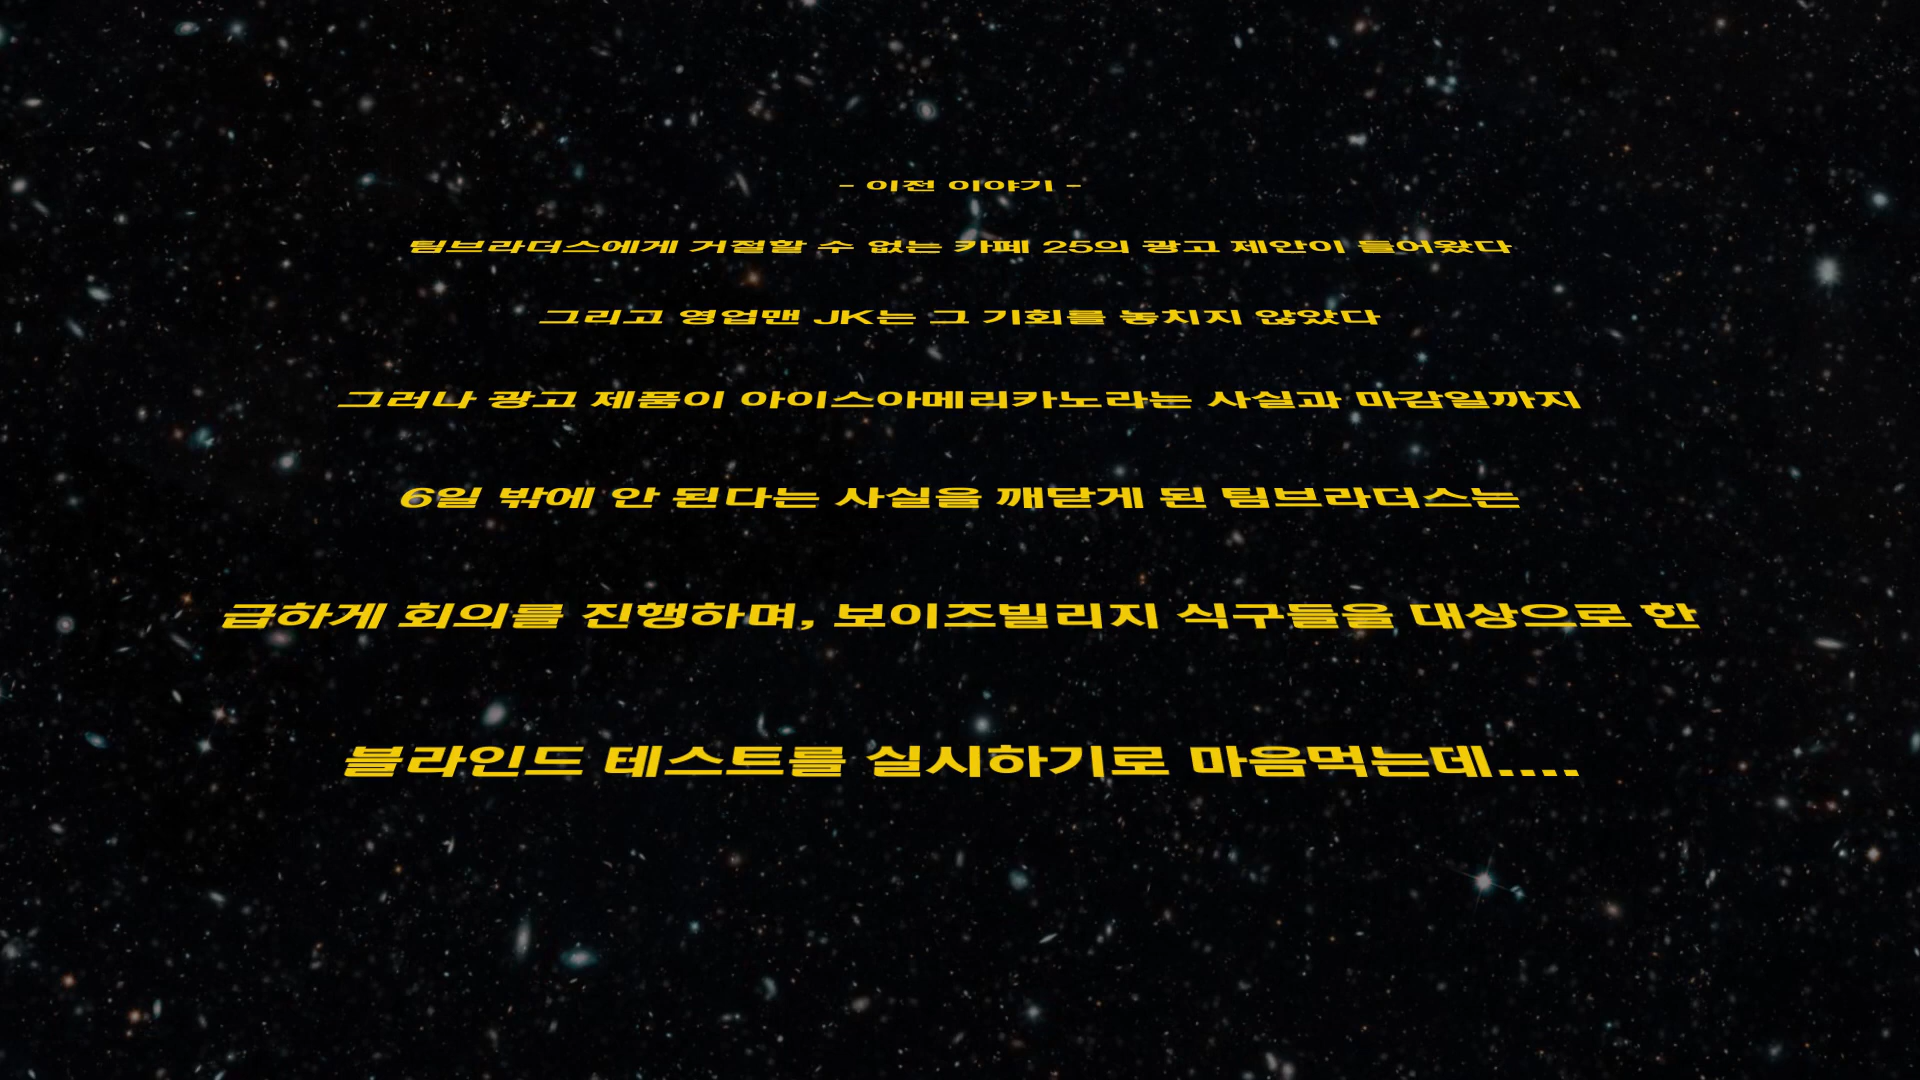 - 이전 이야기 -
팀브라더스에게 거절할 수 없는 카페 25의 광고 제안이 들어왔다
그리고 영업맨 JK는 그 기회를 놓치지 않았다
그러나 광고 제품이 아이스아메리카노라는 사실과 마감일까지
6일 밖에 안 된다는 사실을 깨닫게 된 팀브라더스는
급하게 회의를 진행하며, 보이즈빌리지 식구들을 대상으로 한
블라인드 테스트를 실시하기로 마음먹는데....